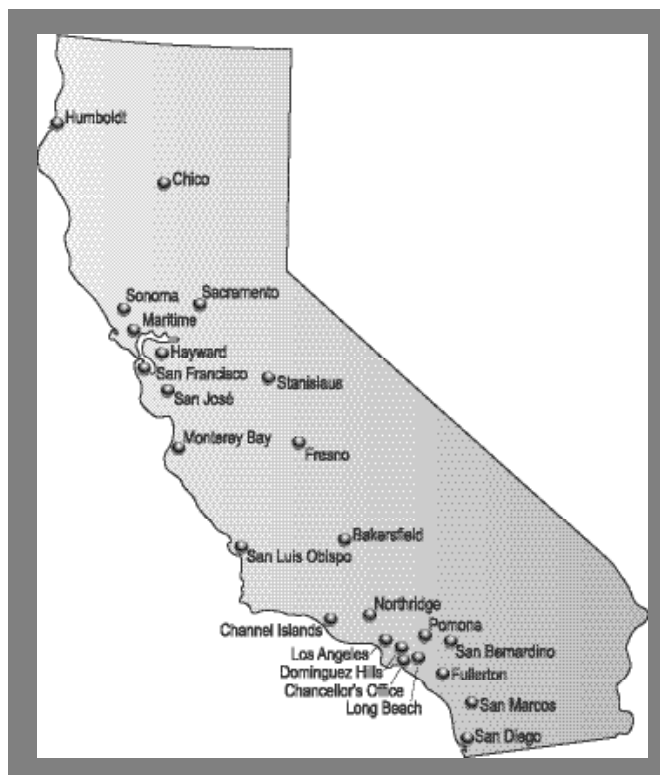 Humboldt
Chico
Sonoma
Sacramento
Maritime
Hayward
San Francisco
Stanislaus
San José
Monterey Bay
Fresno
Bakersfield
San Luis Obispo
Northridge
Channel Islands
Pomona
Los Angeles
San Bernardino
Dominguez Hills
Fullerton
Chancellor's Office
Long Beach
San Marcos
San Diego